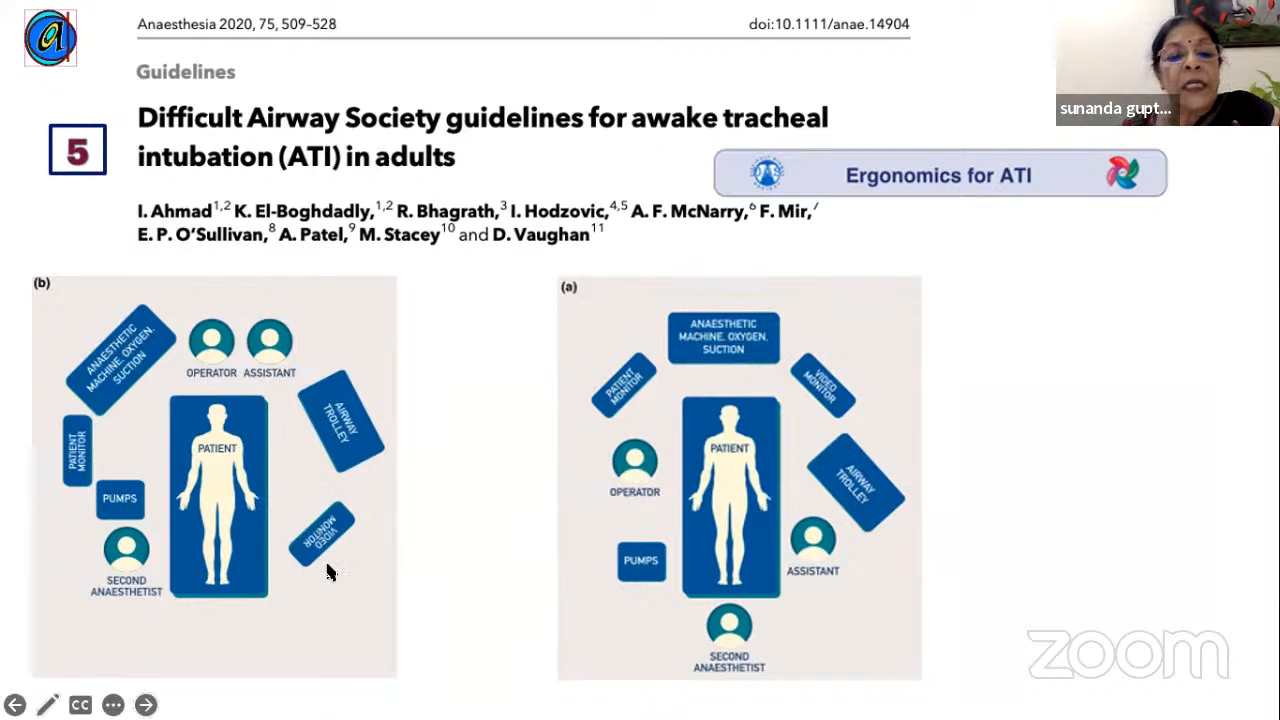 Anaesthesia 2020, 75, 509–528
doi:10.1111/anae.14904
sunanda gupt...
Guidelines
5
Difficult Airway Society guidelines for awake tracheal
intubation (ATI) in adults
Ergonomics for ATI
I. Ahmad1,2 K. El-Boghdadly,1,2 R. Bhagrath,3 I. Hodzovic,4,5 A. F. McNarry,6 F. Mir,7
E. P. O’Sullivan,8 A. Patel,9 M. Stacey10 and D. Vaughan11
(b)
ANAESTHETIC
MACHINE, OXYGEN,
SUCTION
OPERATOR
ASSISTANT
AIRWAY
TROLLEY
PATIENT
MONITOR
PATIENT
PUMPS
VIDEO
MONITOR
SECOND
ANAESTHETIST
(a)
ANAESTHETIC
MACHINE, OXYGEN,
SUCTION
PATIENT
MONITOR
VIDEO
MONITOR
PATIENT
OPERATOR
AIRWAY
TROLLEY
PUMPS
ASSISTANT
SECOND
ANAESTHETIST
zoom
CC